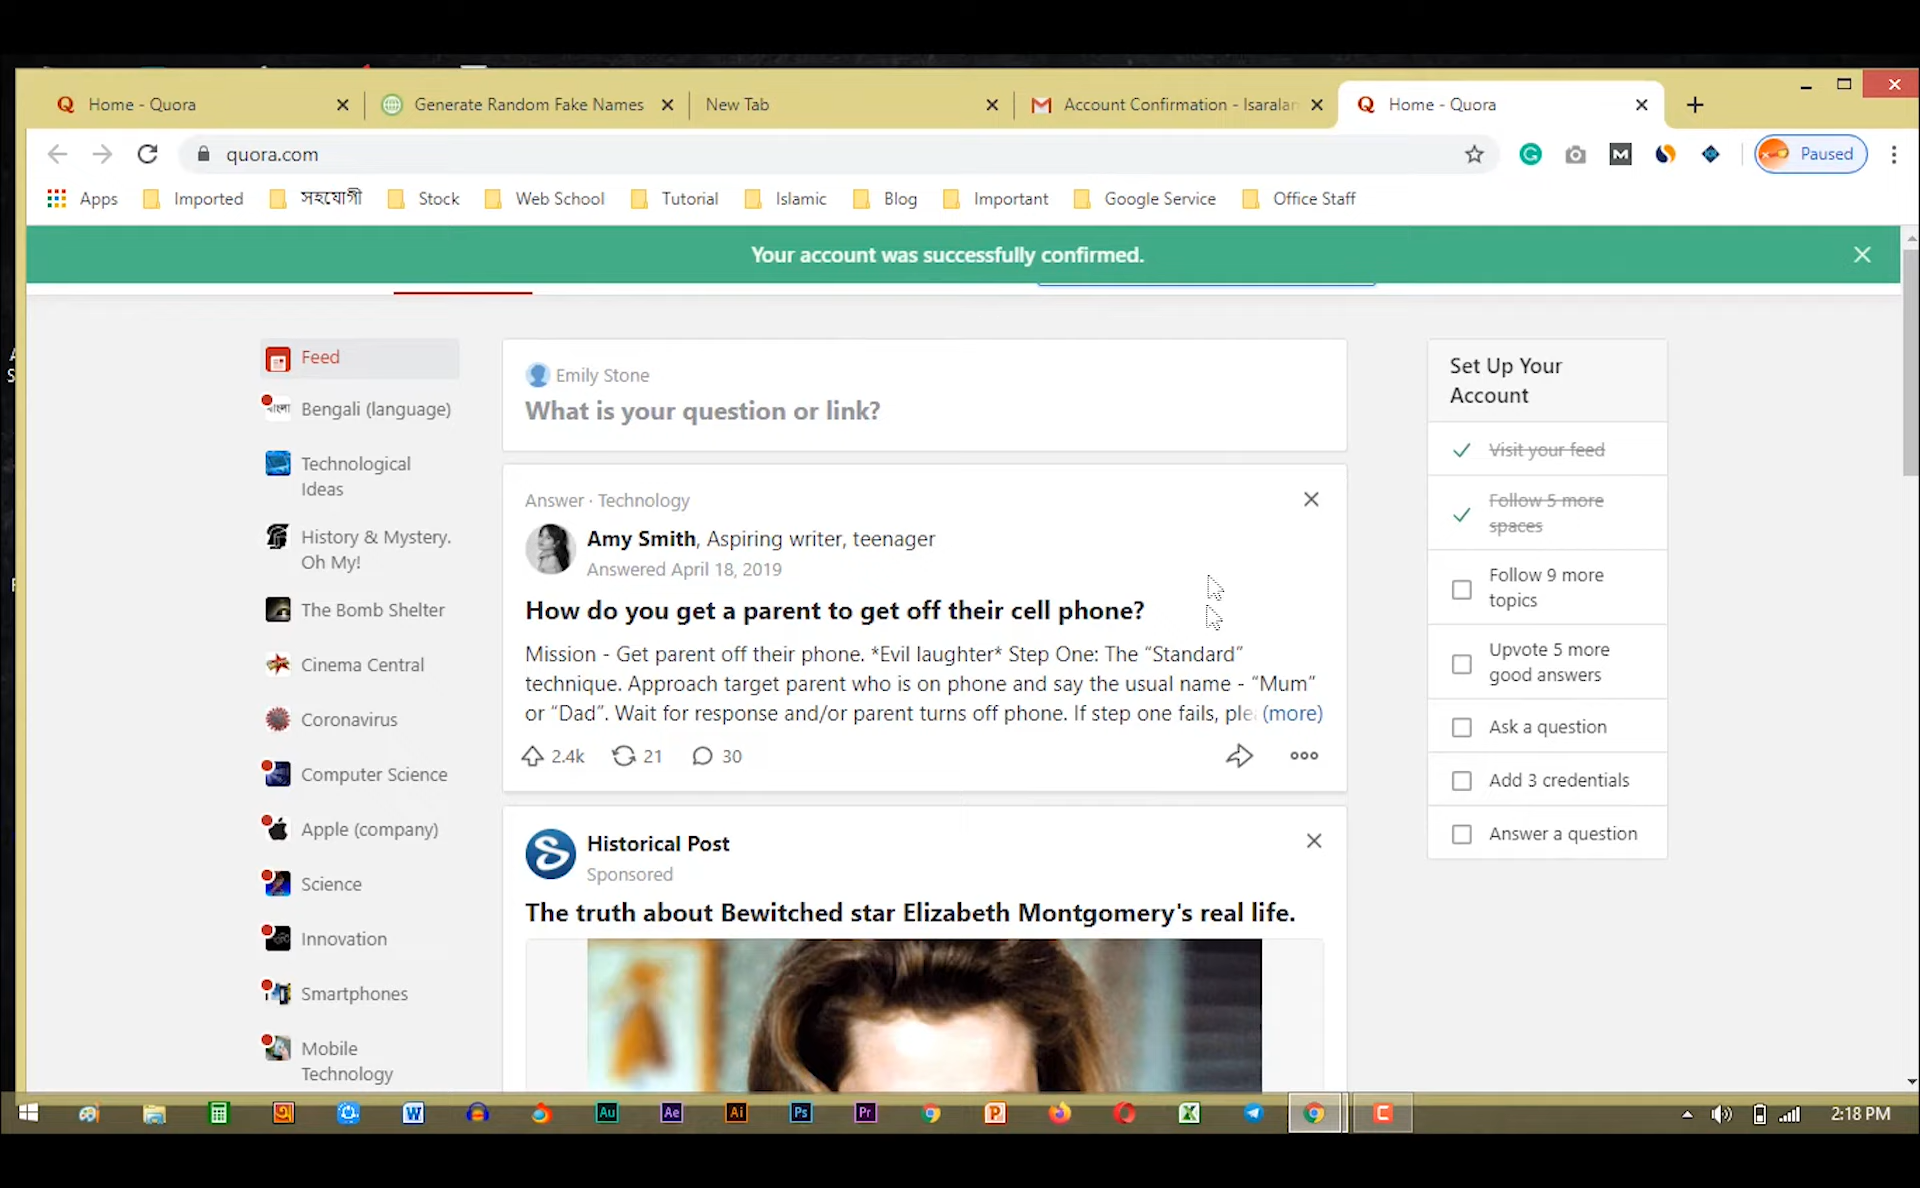 Home - Quora
Generate Random Fake Names
New Tab
Account Confirmation - Isaralan
Home - Quora
quora.com
Paused
Apps
Imported
সহযোগী
Stock
Web School
Tutorial
Islamic
Blog
Important
Google Service
Office Staff
Your account was successfully confirmed.
Feed
Bengali (language)
Technological
Ideas
History & Mystery.
Oh My!
The Bomb Shelter
Cinema Central
Coronavirus
Computer Science
Apple (company)
Science
Innovation
Smartphones
Mobile
Technology
Emily Stone
What is your question or link?
Answer · Technology
Amy Smith, Aspiring writer, teenager
Answered April 18, 2019
How do you get a parent to get off their cell phone?
Mission - Get parent off their phone. *Evil laughter* Step One: The “Standard”
technique. Approach target parent who is on phone and say the usual name - “Mum”
or “Dad”. Wait for response and/or parent turns off phone. If step one fails, (more)
2.4k
21
30
Historical Post
Sponsored
The truth about Bewitched star Elizabeth Montgomery's real life.
Set Up Your
Account
Visit your feed
Follow 5 more
spaces
Follow 9 more
topics
Upvote 5 more
good answers
Ask a question
Add 3 credentials
Answer a question
Au
Ae
Ai
Ps
Pr
2:18 PM